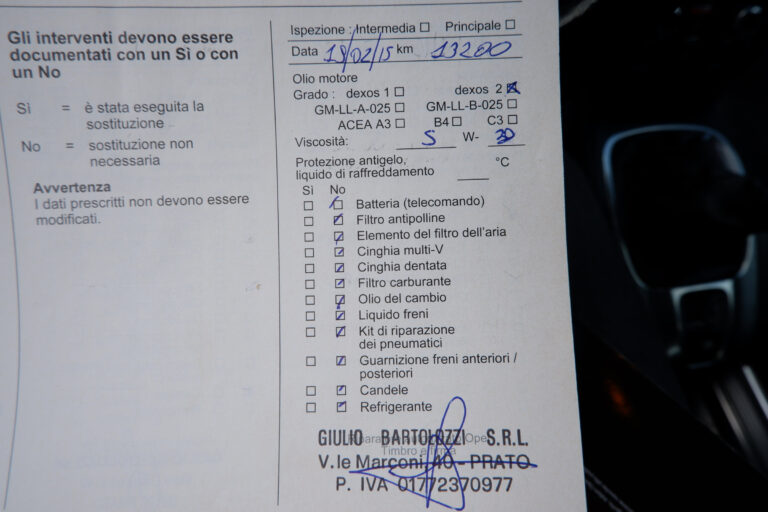 Gli interventi devono essere
documentati con un Sì o con
un No
Sì = è stata eseguita la
sostituzione
No = sostituzione non
necessaria
Avvertenza
I dati prescritti non devono essere
modificati.
Ispezione : Intermedia ☐ Principale ☐
Data 19/02/15 km 13200
Olio motore
Grado : dexos 1 ☐ dexos 2 ☒
GM-LL-A-025 ☐ GM-LL-B-025 ☐
ACEA A3 ☐ B4 ☐ C3 ☐
Viscosità: 5 W- 30
Protezione antigelo,
liquido di raffreddamento °C
Sì No
☐ ☑ Batteria (telecomando)
☐ ☑ Filtro antipolline
☐ ☑ Elemento del filtro dell'aria
☐ ☑ Cinghia multi-V
☐ ☑ Cinghia dentata
☐ ☑ Filtro carburante
☐ ☑ Olio del cambio
☐ ☑ Liquido freni
☐ ☑ Kit di riparazione
dei pneumatici
☐ ☑ Guarnizione freni anteriori /
posteriori
☐ ☑ Candele
☐ ☑ Refrigerante
GIULIO BARTOLOZZI S.R.L.
Timbro e firma
V.le Marconi, 40 - PRATO
P. IVA 01772370977